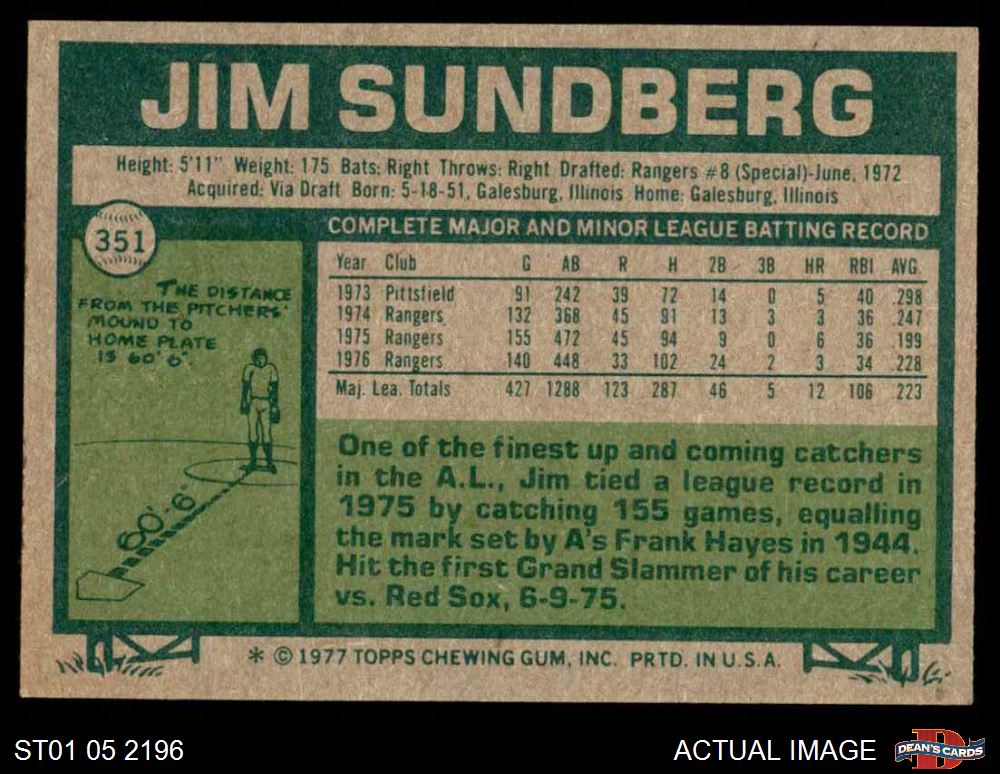 JIM SUNDBERG
Height: 5'11" Weight: 175 Bats: Right Throws: Right Drafted: Rangers #8 (Special)-June, 1972
Acquired: Via Draft Born: 5-18-51, Galesburg, Illinois Home: Galesburg, Illinois
351
THE DISTANCE
FROM THE PITCHERS'
MOUND TO
HOME PLATE
IS 60' 6".
60'-6"
COMPLETE MAJOR AND MINOR LEAGUE BATTING RECORD
Year Club G AB R H 2B 3B HR RBI AVG.
1973 Pittsfield 91 242 39 72 14 0 5 40 .298
1974 Rangers 132 368 45 91 13 3 3 36 .247
1975 Rangers 155 472 45 94 9 0 6 36 .199
1976 Rangers 140 448 33 102 24 2 3 34 .228
Maj. Lea. Totals 427 1288 123 287 46 5 12 106 .223
One of the finest up and coming catchers
in the A.L., Jim tied a league record in
1975 by catching 155 games, equalling
the mark set by A's Frank Hayes in 1944.
Hit the first Grand Slammer of his career
vs. Red Sox, 6-9-75.
* © 1977 TOPPS CHEWING GUM, INC. PRTD. IN U.S.A.
ST01 05 2196
ACTUAL IMAGE
D
DEAN'S CARDS